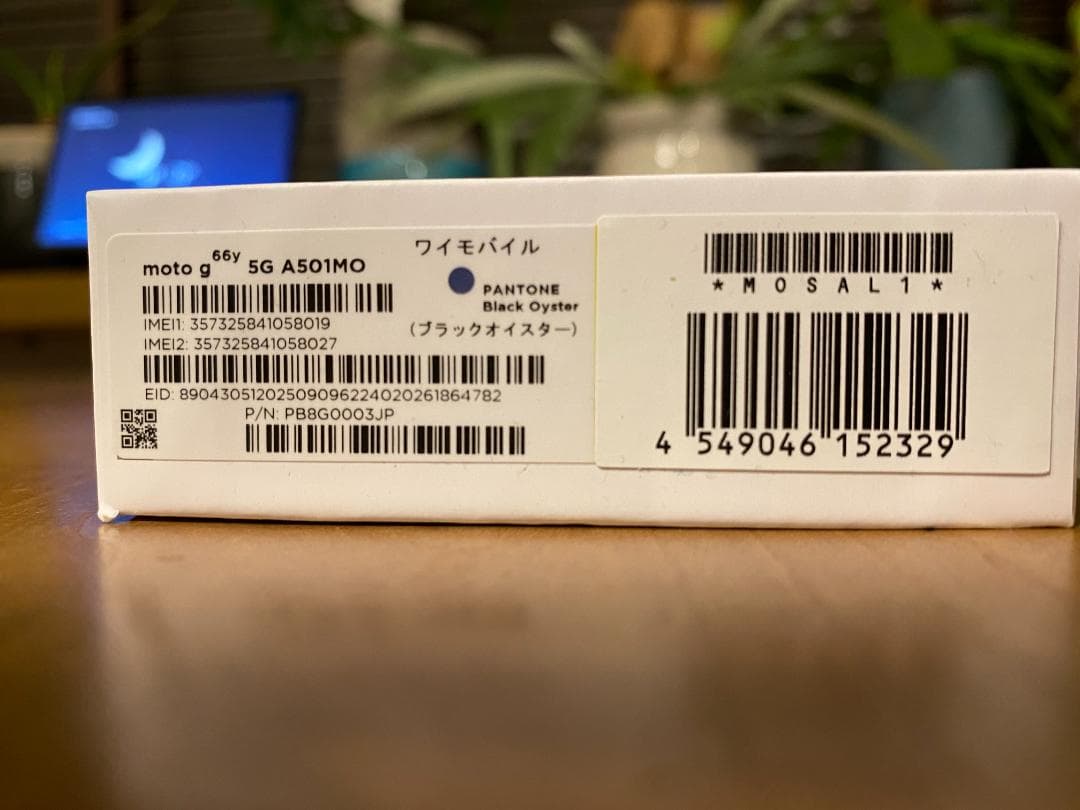 moto g66y 5G A501MO
ワイモバイル
PANTONE
Black Oyster
(ブラックオイスター)
IMEI1: 357325841058019
IMEI2: 357325841058027
EID: 89043051202509096224020261864782
P/N: PB8G0003JP
*MOSAL1*
4 549046 152329